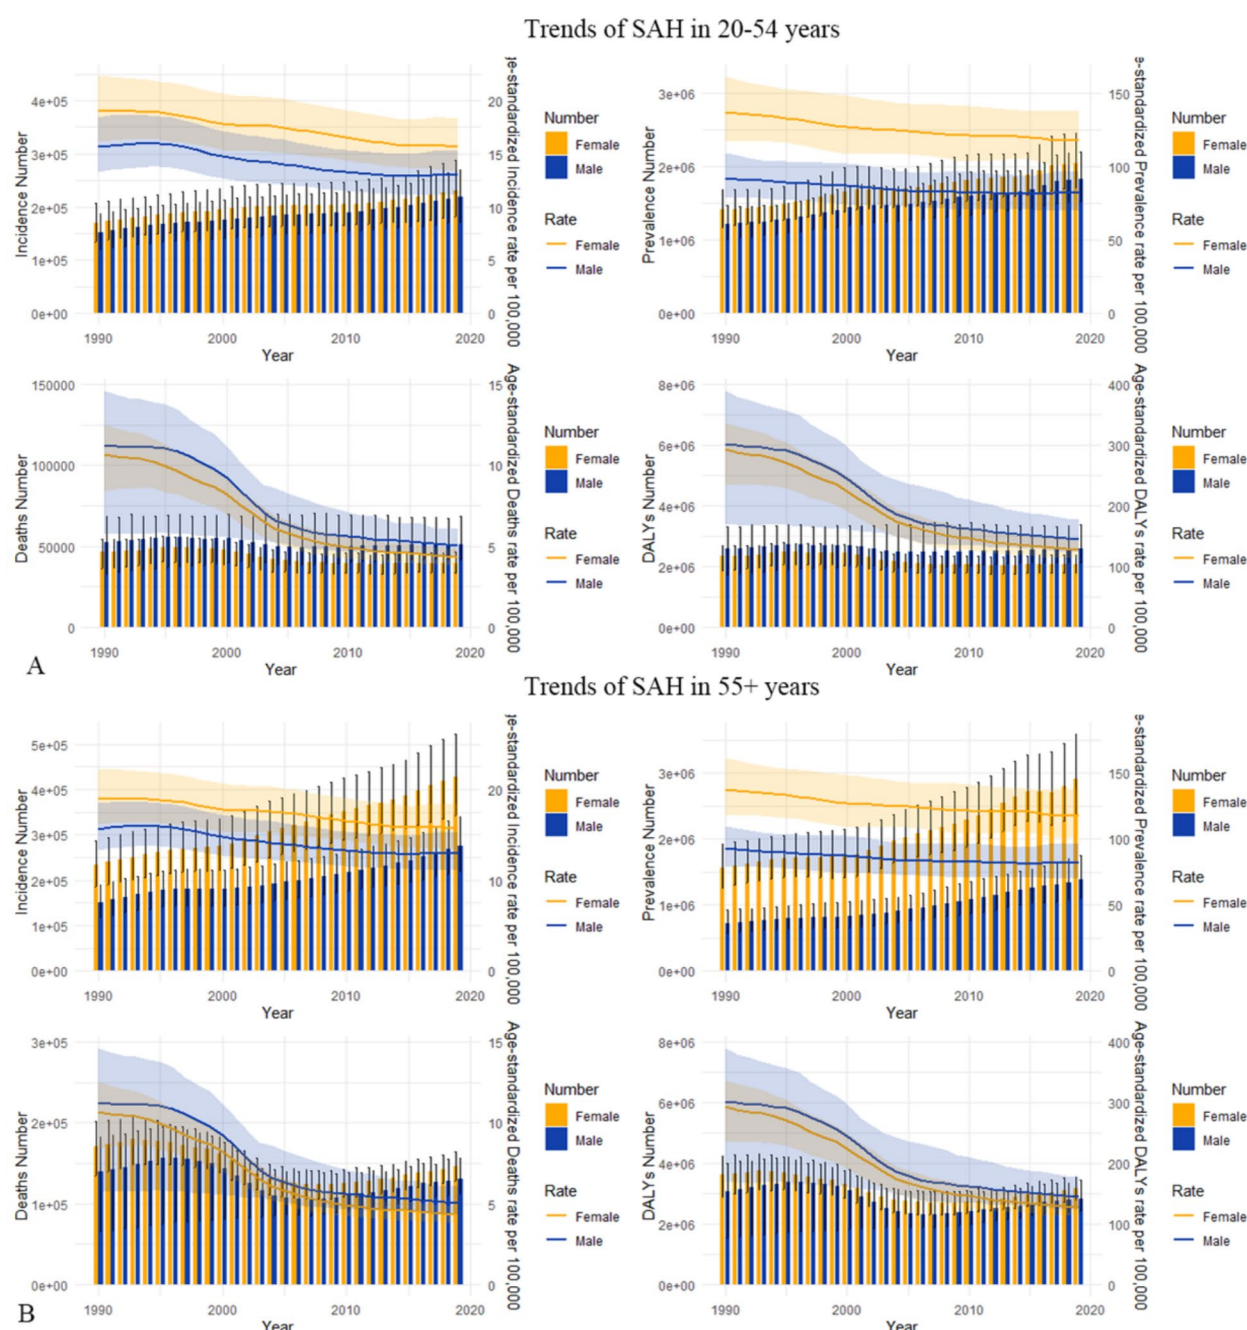 Trends of SAH in 20-54 years
Incidence Number
4e+05
3e+05
2e+05
1e+05
0e+00
1990
2000
2010
2020
Year
20
15
10
5
0
ge-standardized Incidence rate per 100,000
Number
Female
Male
Rate
Female
Male
Prevalence Number
3e+06
2e+06
1e+06
0e+00
1990
2000
2010
2020
Year
150
100
50
0
e-standardized Prevalence rate per 100,000
Number
Female
Male
Rate
Female
Male
Deaths Number
150000
100000
50000
0
1990
2000
2010
2020
Year
15
10
5
0
Age-standardized Deaths rate per 100,000
Number
Female
Male
Rate
Female
Male
DALYs Number
8e+06
6e+06
4e+06
2e+06
0e+00
1990
2000
2010
2020
Year
400
300
200
100
0
Age-standardized DALYs rate per 100,000
Number
Female
Male
Rate
Female
Male
A
Trends of SAH in 55+ years
Incidence Number
5e+05
4e+05
3e+05
2e+05
1e+05
0e+00
1990
2000
2010
2020
Year
20
10
0
ge-standardized Incidence rate per 100,000
Number
Female
Male
Rate
Female
Male
Prevalence Number
3e+06
2e+06
1e+06
0e+00
1990
2000
2010
2020
Year
150
100
50
0
e-standardized Prevalence rate per 100,000
Number
Female
Male
Rate
Female
Male
Deaths Number
3e+05
2e+05
1e+05
0e+00
1990
2000
2010
2020
Year
15
10
5
0
Age-standardized Deaths rate per 100,000
Number
Female
Male
Rate
Female
Male
DALYs Number
8e+06
6e+06
4e+06
2e+06
0e+00
1990
2000
2010
2020
Year
400
300
200
100
0
Age-standardized DALYs rate per 100,000
Number
Female
Male
Rate
Female
Male
B